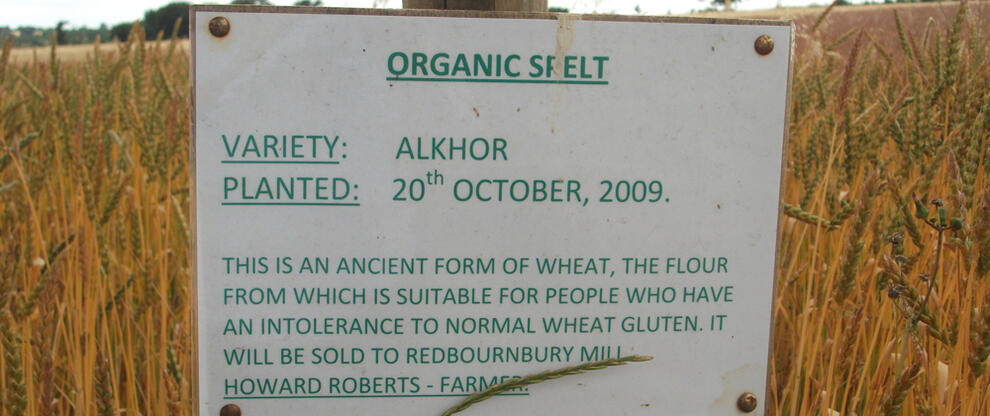 ORGANIC SPELT
VARIETY: ALKHOR
PLANTED: 20th OCTOBER, 2009.
THIS IS AN ANCIENT FORM OF WHEAT, THE FLOUR
FROM WHICH IS SUITABLE FOR PEOPLE WHO HAVE
AN INTOLERANCE TO NORMAL WHEAT GLUTEN. IT
WILL BE SOLD TO REDBOURNBURY MILL.
HOWARD ROBERTS - FARMER.